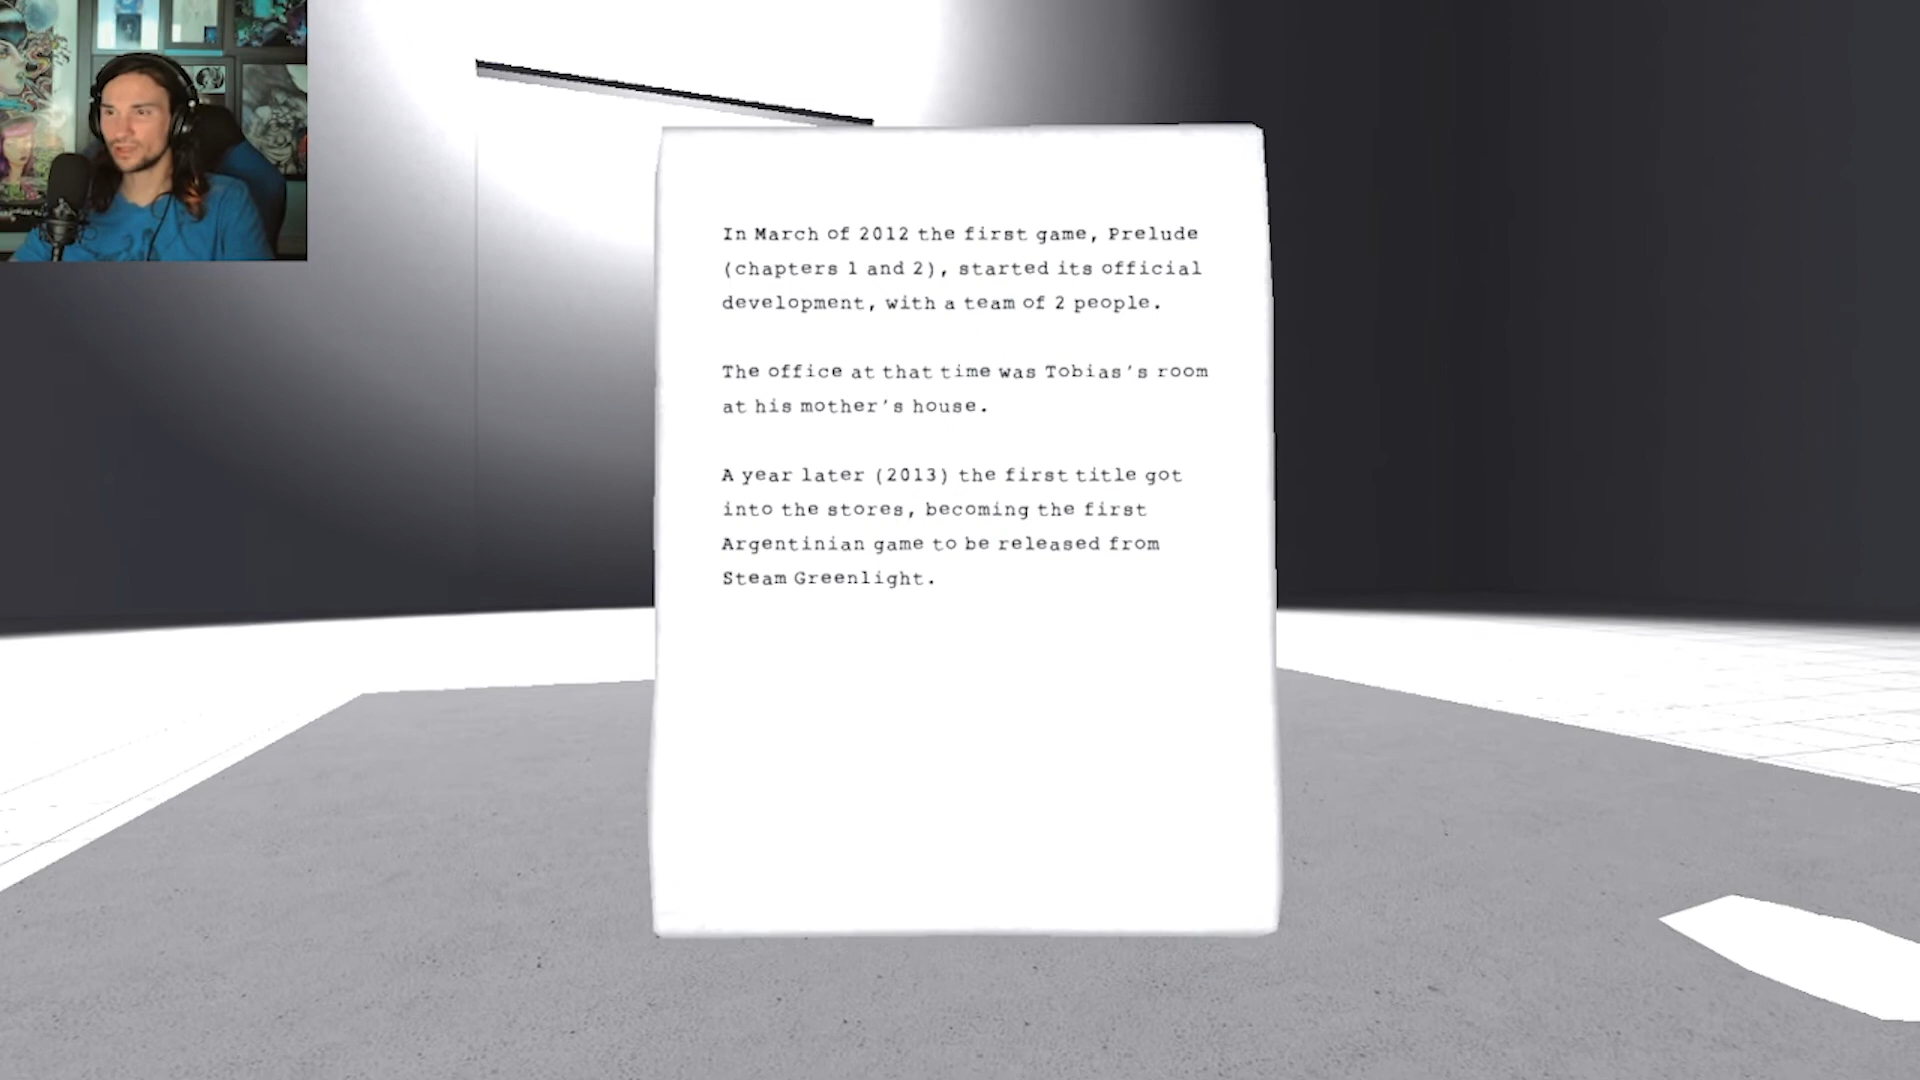 In March of 2012 the first game, Prelude
(chapters 1 and 2), started its official
development, with a team of 2 people.
The office at that time was Tobias's room
at his mother's house.
A year later (2013) the first title got
into the stores, becoming the first
Argentinian game to be released from
Steam Greenlight.